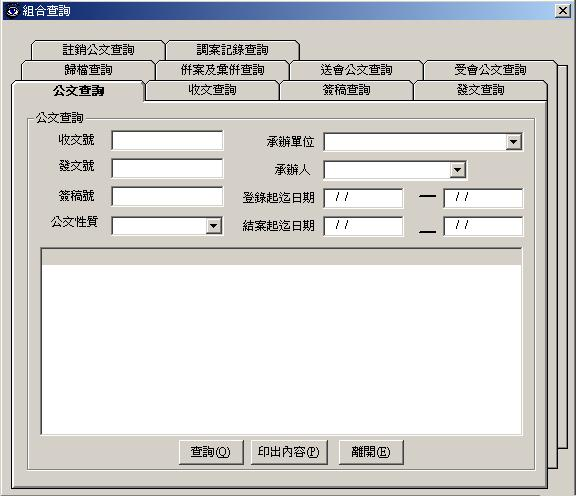 組合查詢
註銷公文查詢 調案記錄查詢
歸檔查詢 併案及彙併查詢 送會公文查詢 受會公文查詢
公文查詢 收文查詢 簽稿查詢 發文查詢
公文查詢
收文號 承辦單位
發文號 承辦人
簽稿號 登錄起迄日期 / / — / /
公文性質 結案起迄日期 / / — / /
查詢(Q) 印出內容(P) 離開(E)